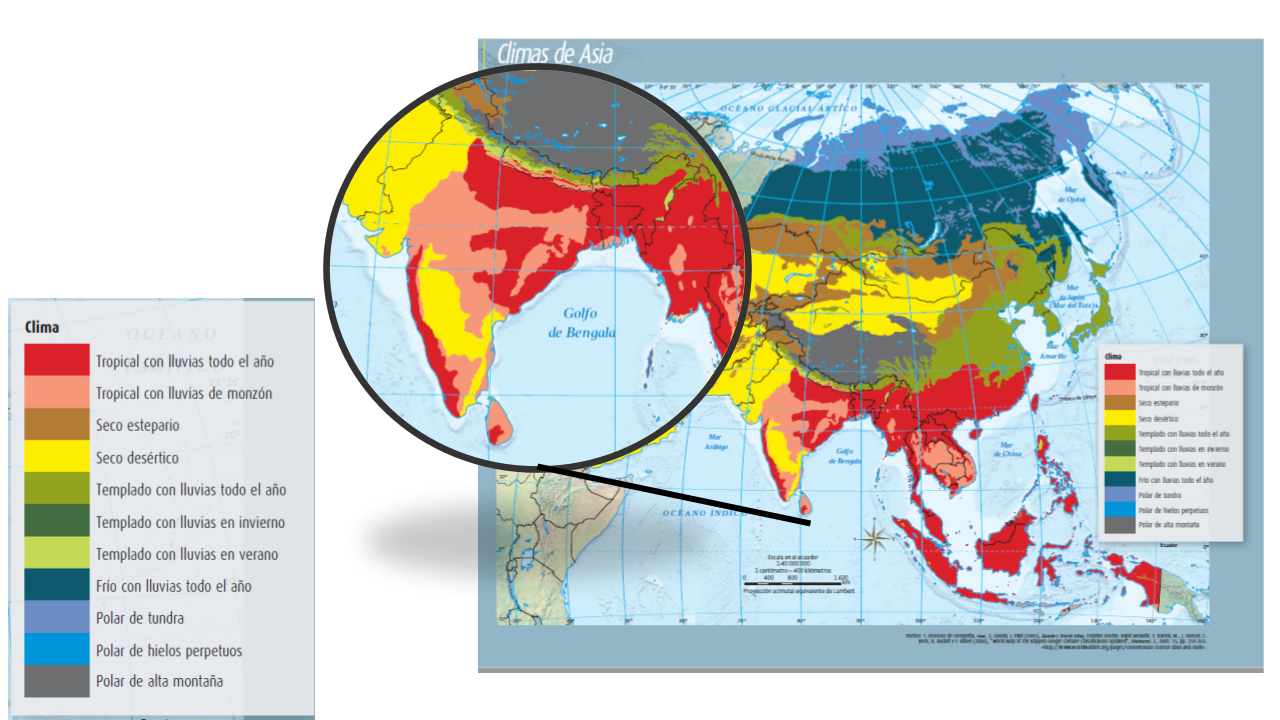 Climas de Asia
OCÉANO GLACIAL ÁRTICO
Mar
de Ojotsk
Golfo
de Bengala
Mar
de Japón
(Mar del Este)
Mar
Amarillo
Mar
Arábigo
Golfo
de Bengala
Mar
de China
OCÉANO ÍNDICO
Escala en el ecuador
1:40 000 000
1 centímetro = 400 kilómetros
0 400 800 1 600
km
Proyección acimutal equivalente de Lambert
Ecuador
Clima
Tropical con lluvias todo el año
Tropical con lluvias de monzón
Seco estepario
Seco desértico
Templado con lluvias todo el año
Templado con lluvias en invierno
Templado con lluvias en verano
Frío con lluvias todo el año
Polar de tundra
Polar de hielos perpetuos
Polar de alta montaña
OCÉANO
20°
Clima
Tropical con lluvias todo el año
Tropical con lluvias de monzón
Seco estepario
Seco desértico
Templado con lluvias todo el año
Templado con lluvias en invierno
Templado con lluvias en verano
Frío con lluvias todo el año
Polar de tundra
Polar de hielos perpetuos
Polar de alta montaña